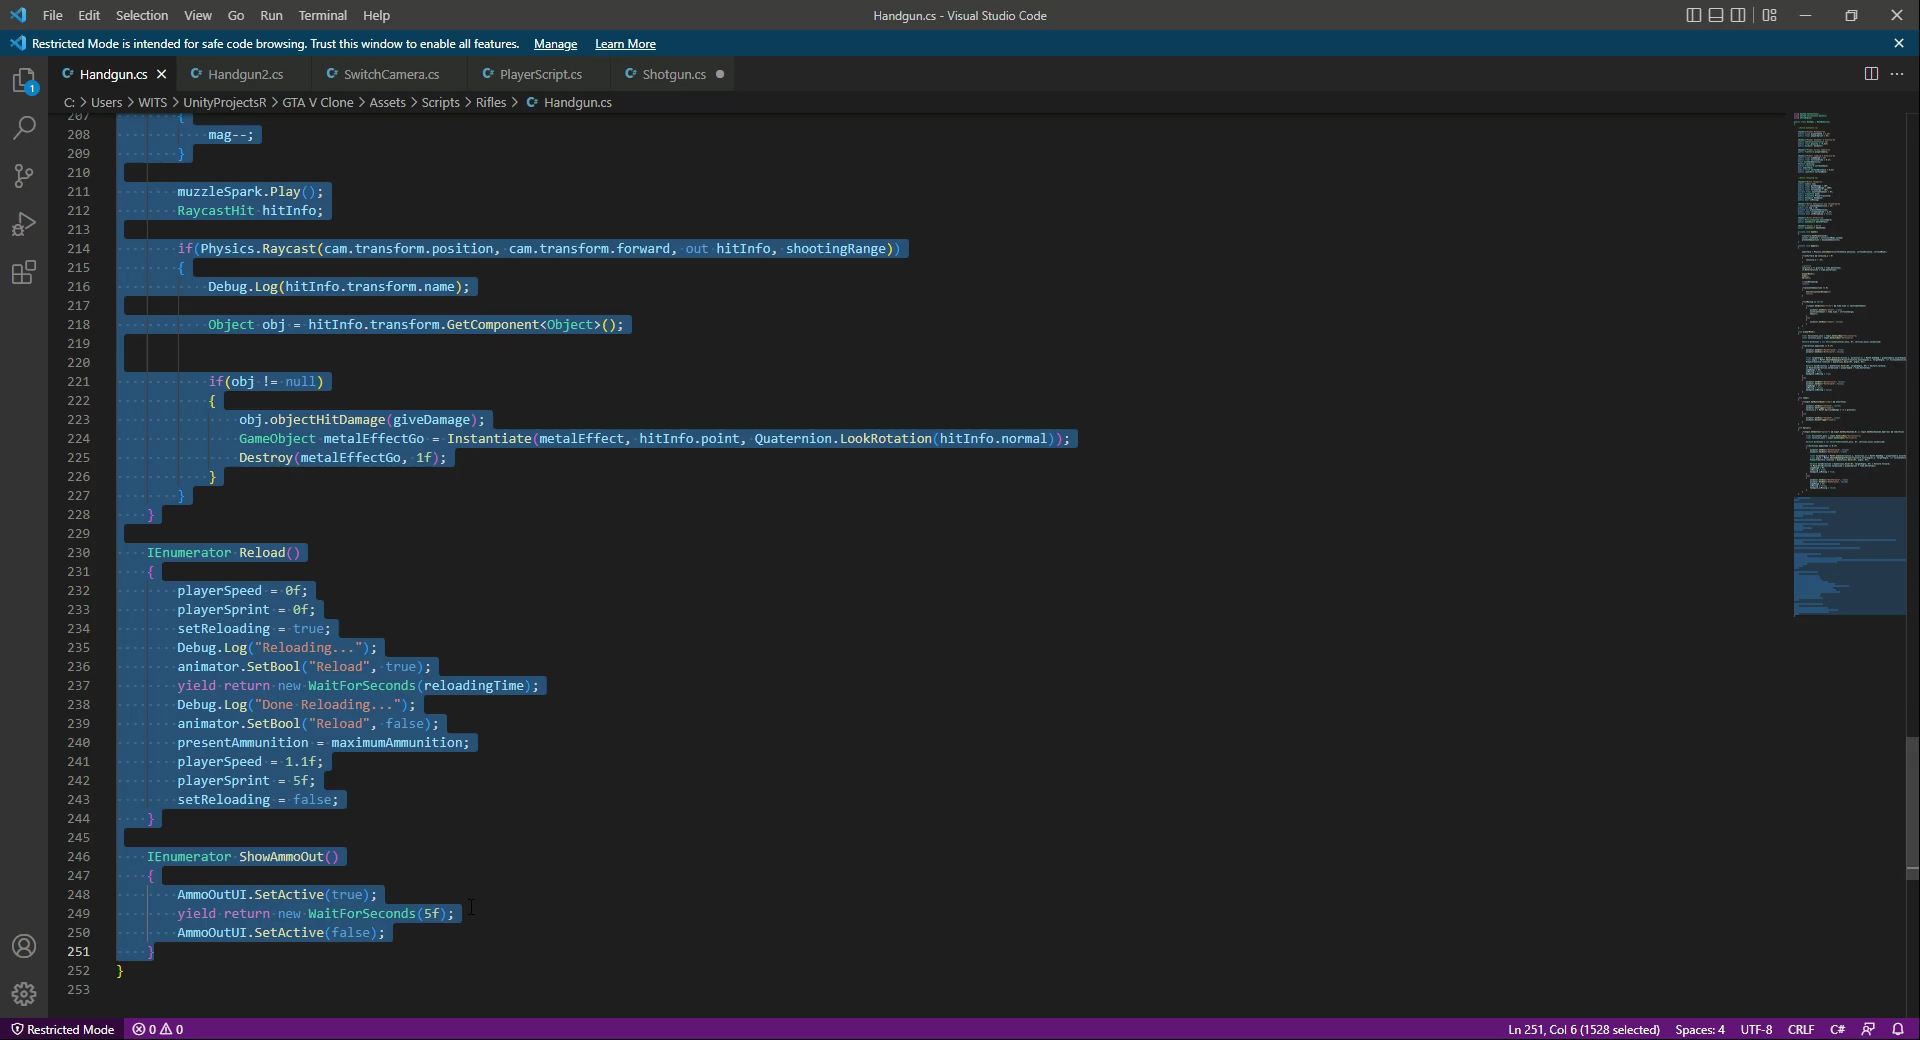 File Edit Selection View Go Run Terminal Help
Handgun.cs - Visual Studio Code
Restricted Mode is intended for safe code browsing. Trust this window to enable all features. Manage Learn More
Handgun.cs Handgun2.cs SwitchCamera.cs PlayerScript.cs Shotgun.cs
1
C: > Users > WITS > UnityProjectsR > GTA V Clone > Assets > Scripts > Rifles > Handgun.cs
207 {
208 mag--;
209 }
210
211 muzzleSpark.Play();
212 RaycastHit hitInfo;
213
214 if(Physics.Raycast(cam.transform.position, cam.transform.forward, out hitInfo, shootingRange))
215 {
216 Debug.Log(hitInfo.transform.name);
217
218 Object obj = hitInfo.transform.GetComponent<Object>();
219
220
221 if(obj != null)
222 {
223 obj.objectHitDamage(giveDamage);
224 GameObject metalEffectGo = Instantiate(metalEffect, hitInfo.point, Quaternion.LookRotation(hitInfo.normal));
225 Destroy(metalEffectGo, 1f);
226 }
227 }
228 }
229
230 IEnumerator Reload()
231 {
232 playerSpeed = 0f;
233 playerSprint = 0f;
234 setReloading = true;
235 Debug.Log("Reloading...");
236 animator.SetBool("Reload", true);
237 yield return new WaitForSeconds(reloadingTime);
238 Debug.Log("Done Reloading...");
239 animator.SetBool("Reload", false);
240 presentAmmunition = maximumAmmunition;
241 playerSpeed = 1.1f;
242 playerSprint = 5f;
243 setReloading = false;
244 }
245
246 IEnumerator ShowAmmoOut()
247 {
248 AmmoOutUI.SetActive(true);
249 yield return new WaitForSeconds(5f);
250 AmmoOutUI.SetActive(false);
251 }
252 }
253
Restricted Mode 0 0 Ln 251, Col 6 (1528 selected) Spaces: 4 UTF-8 CRLF C#